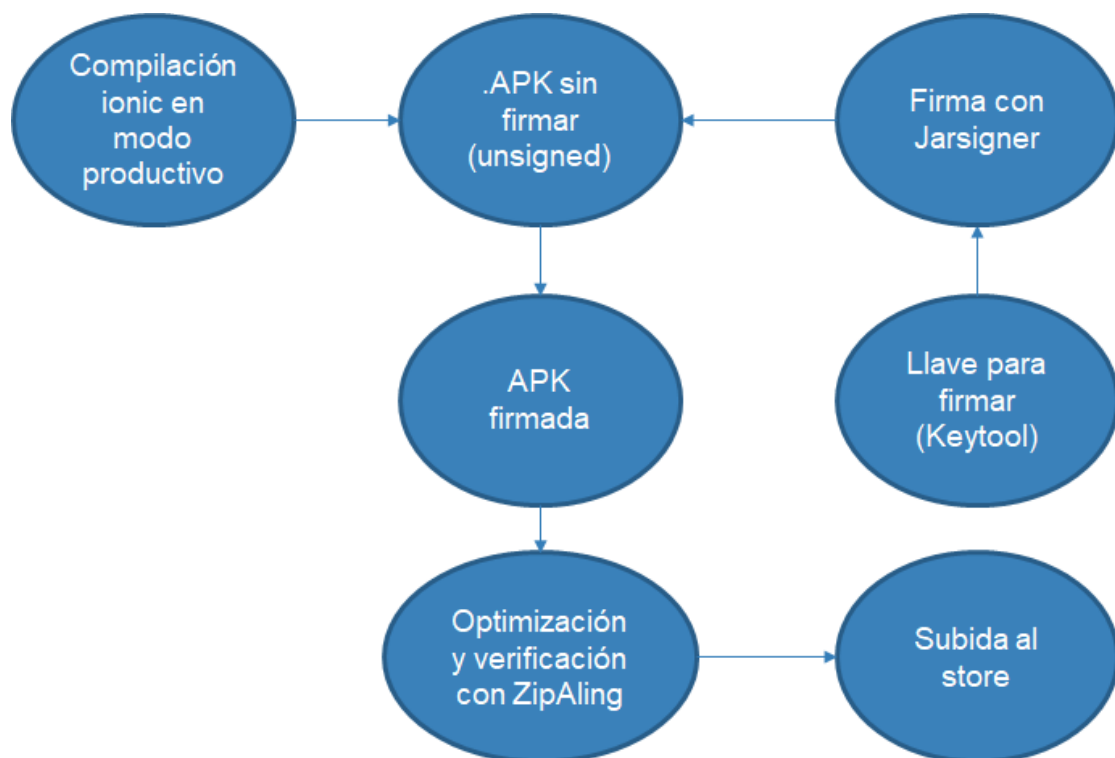 Compilación
ionic en
modo
productivo
.APK sin
firmar
(unsigned)
Firma con
Jarsigner
APK
firmada
Llave para
firmar
(Keytool)
Optimización
y verificación
con ZipAling
Subida al
store